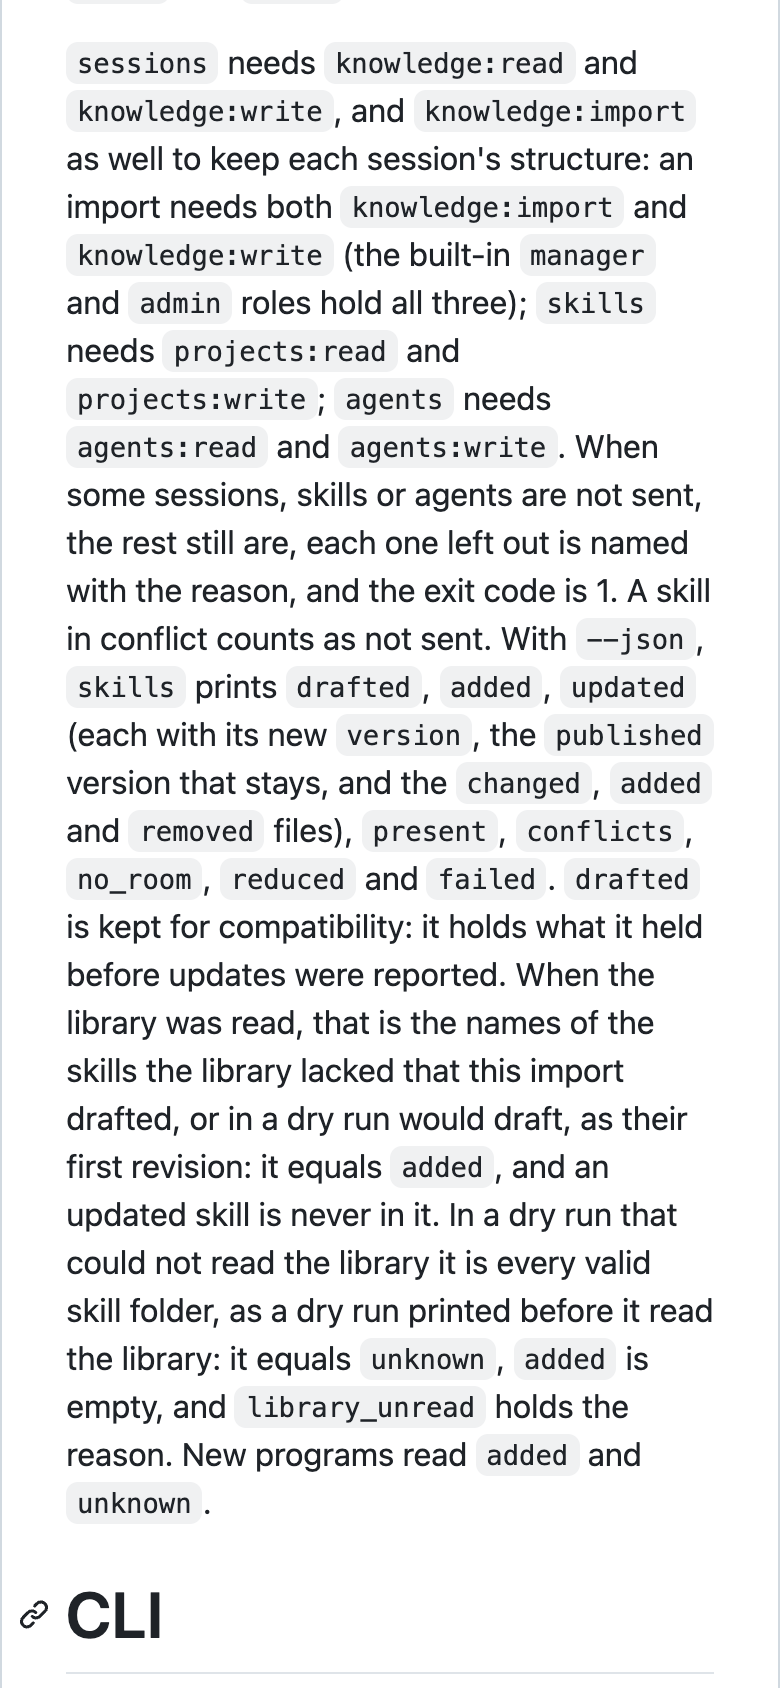 sessions needs knowledge:read and
knowledge:write, and knowledge:import
as well to keep each session's structure: an
import needs both knowledge:import and
knowledge:write (the built-in manager
and admin roles hold all three); skills
needs projects:read and
projects:write; agents needs
agents:read and agents:write. When
some sessions, skills or agents are not sent,
the rest still are, each one left out is named
with the reason, and the exit code is 1. A skill
in conflict counts as not sent. With --json,
skills prints drafted, added, updated
(each with its new version, the published
version that stays, and the changed, added
and removed files), present, conflicts,
no_room, reduced and failed. drafted
is kept for compatibility: it holds what it held
before updates were reported. When the
library was read, that is the names of the
skills the library lacked that this import
drafted, or in a dry run would draft, as their
first revision: it equals added, and an
updated skill is never in it. In a dry run that
could not read the library it is every valid
skill folder, as a dry run printed before it read
the library: it equals unknown, added is
empty, and library_unread holds the
reason. New programs read added and
unknown.
CLI